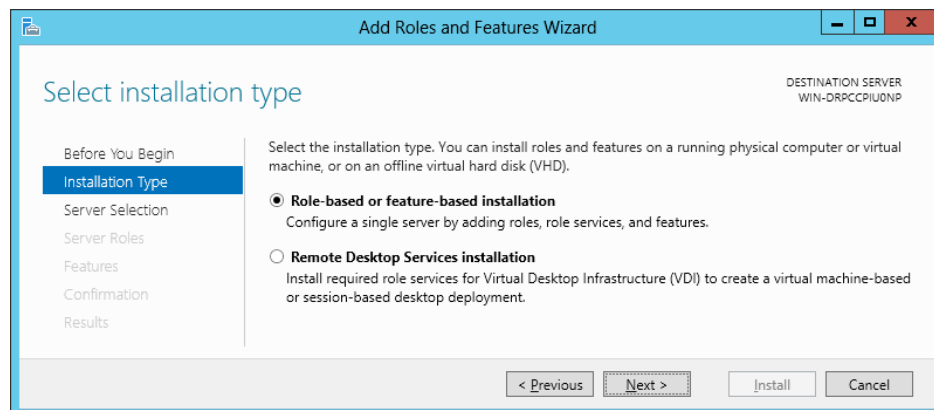 Add Roles and Features Wizard
Select installation type
DESTINATION SERVER
WIN-DRPCCPIU0NP
Before You Begin
Installation Type
Server Selection
Server Roles
Features
Confirmation
Results
Select the installation type. You can install roles and features on a running physical computer or virtual
machine, or on an offline virtual hard disk (VHD).
Role-based or feature-based installation
Configure a single server by adding roles, role services, and features.
Remote Desktop Services installation
Install required role services for Virtual Desktop Infrastructure (VDI) to create a virtual machine-based
or session-based desktop deployment.
< Previous
Next >
Install
Cancel